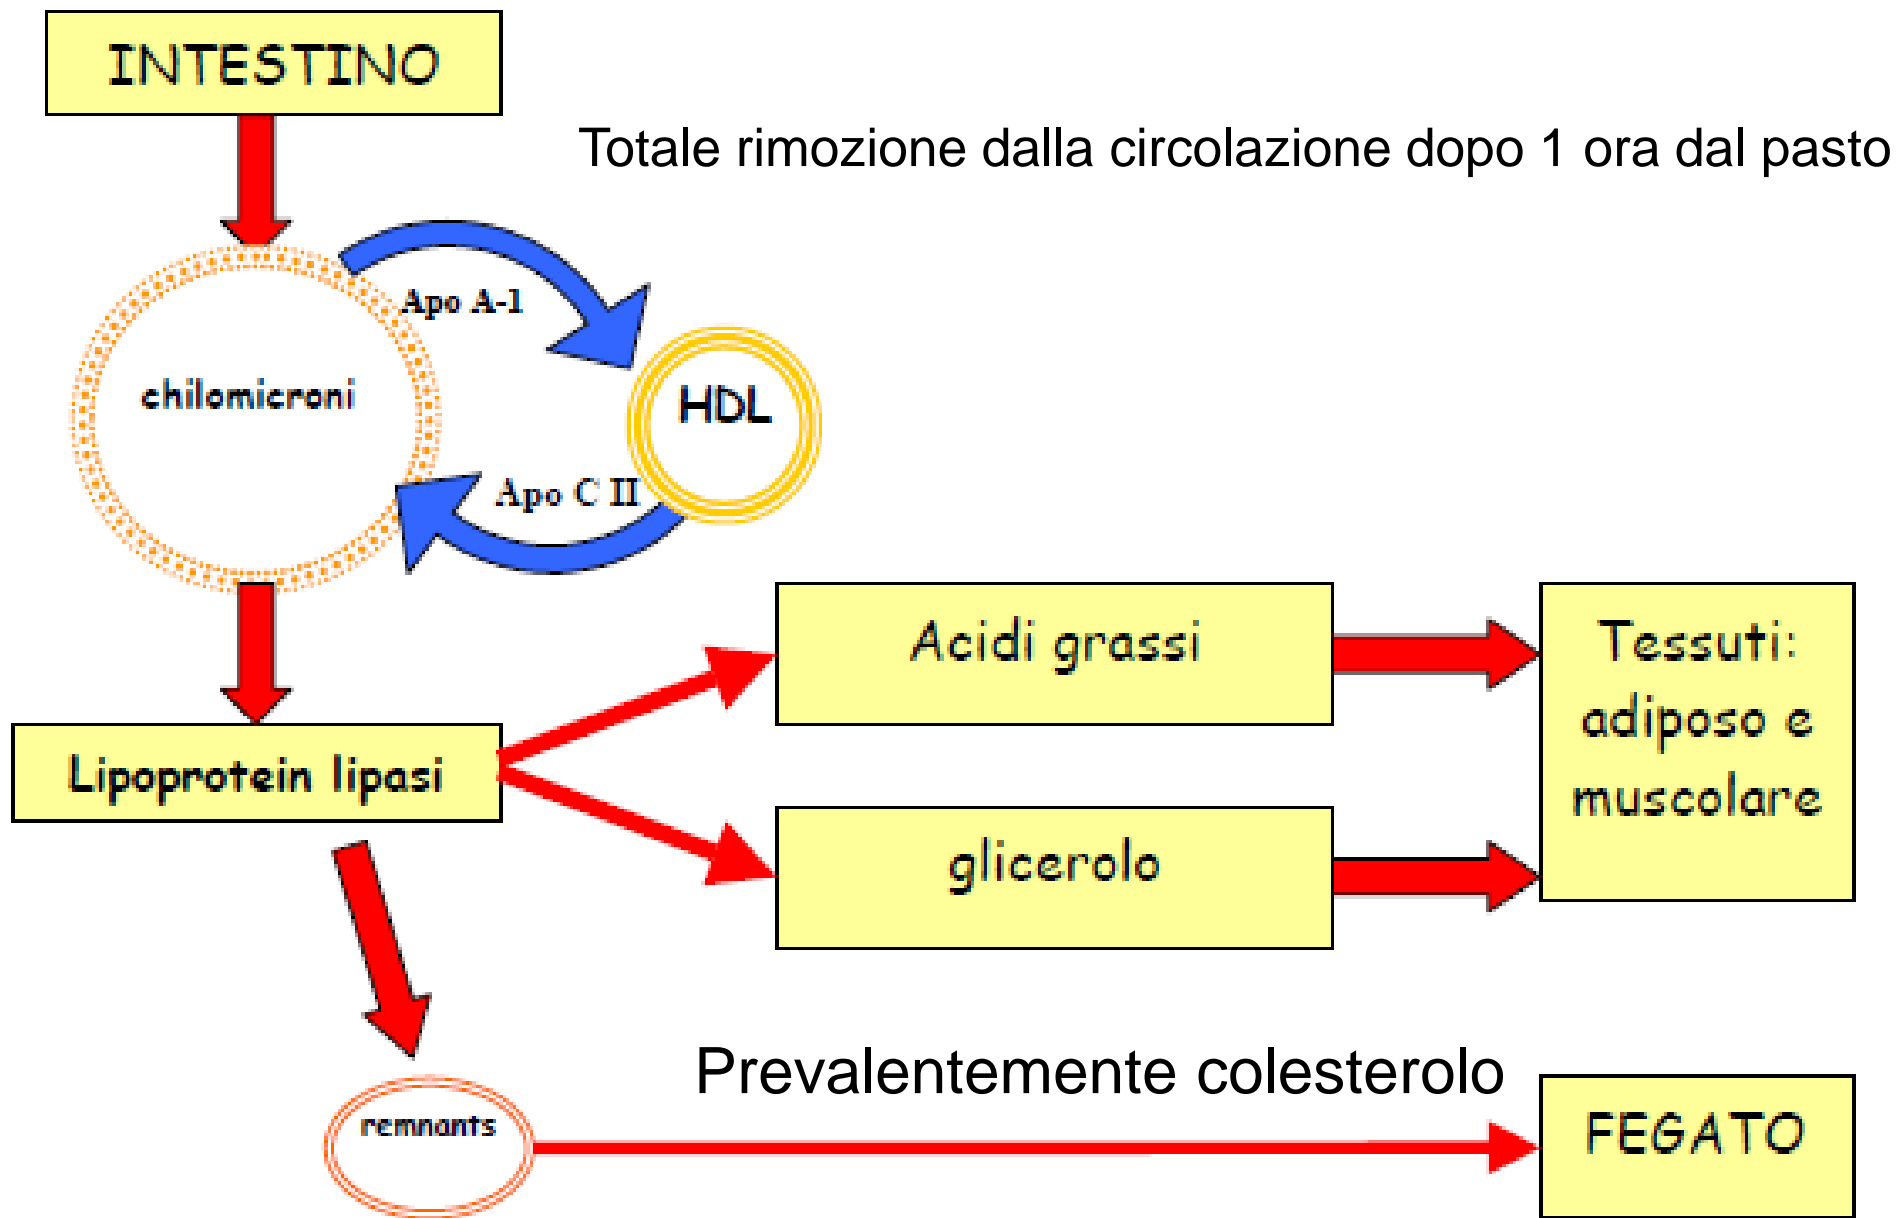 INTESTINO
Totale rimozione dalla circolazione dopo 1 ora dal pasto
Apo A-1
chilomicroni
HDL
Apo C II
Acidi grassi
Tessuti:
adiposo e
muscolare
Lipoprotein lipasi
glicerolo
Prevalentemente colesterolo
remnants
FEGATO